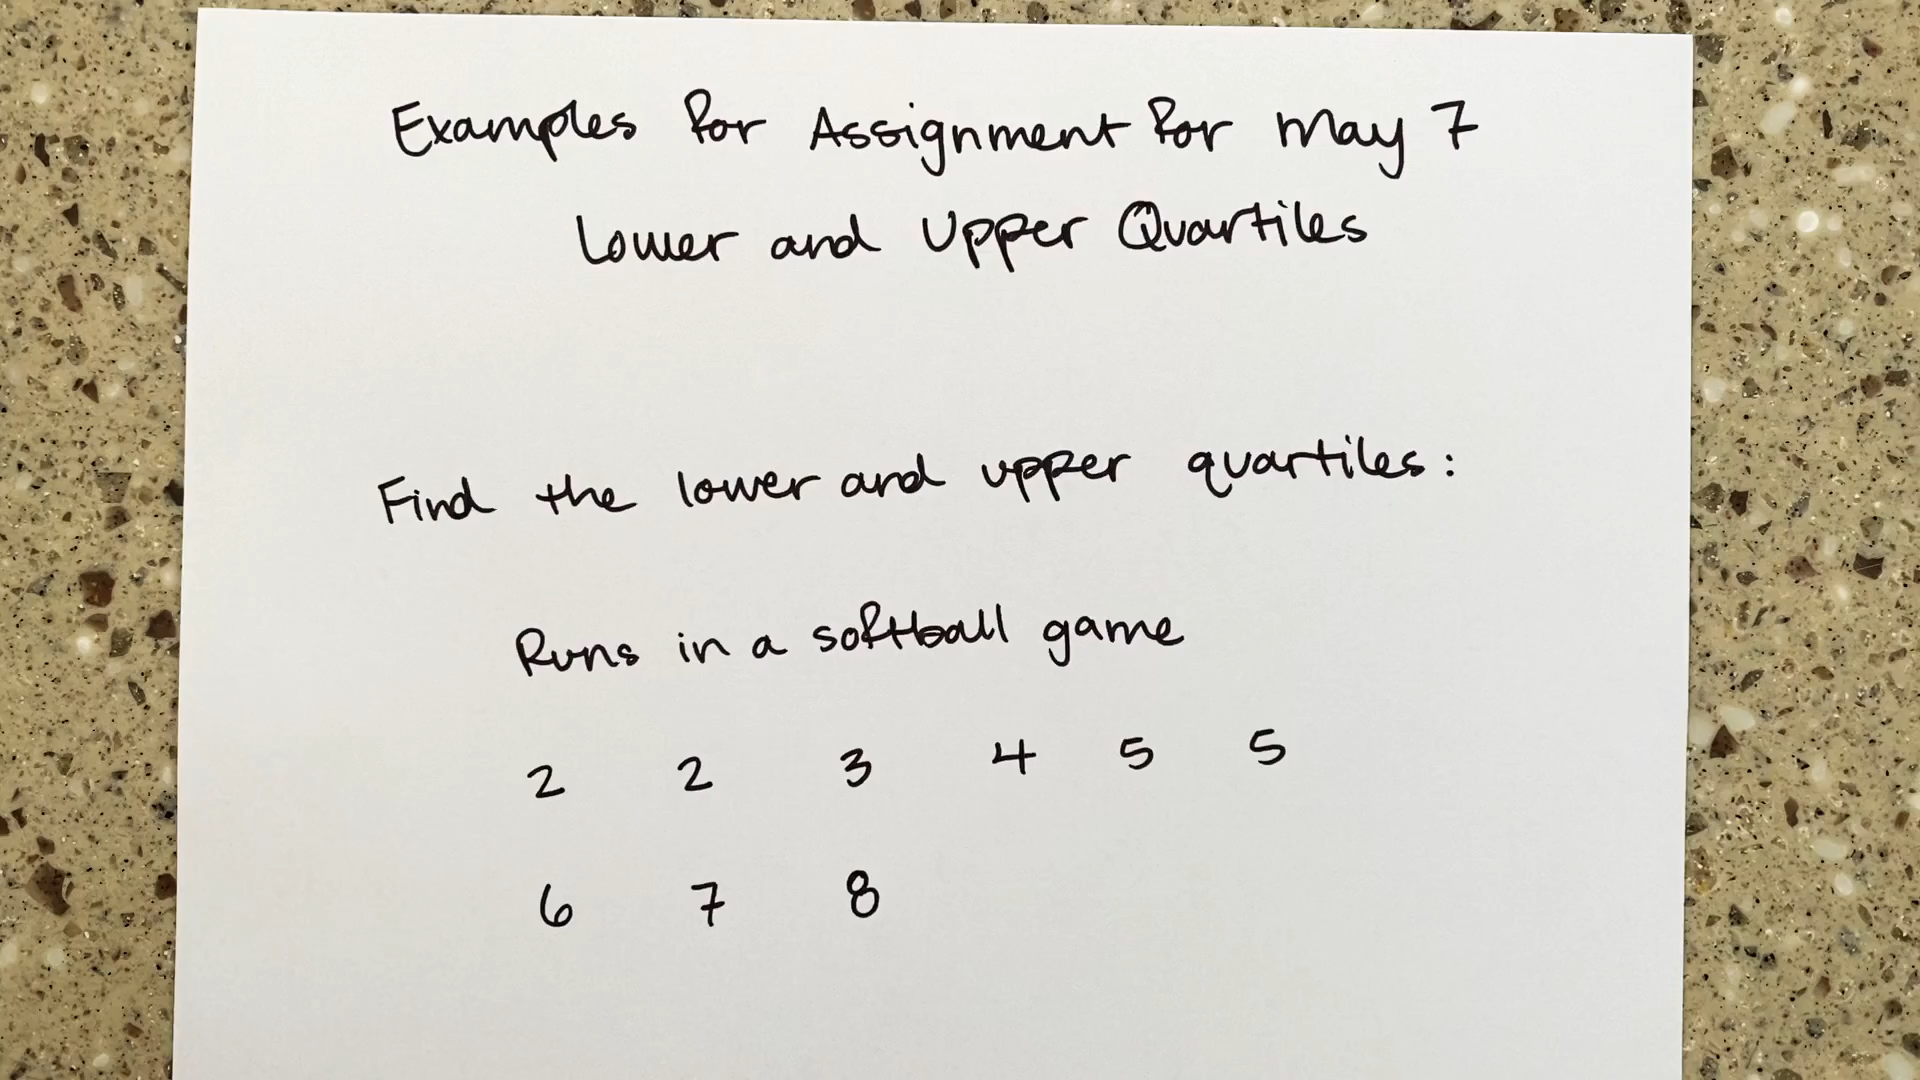 Examples for Assignment for May 7
Lower and Upper Quartiles
Find the lower and upper quartiles:
Runs in a softball game
2 2 3 4 5 5
6 7 8